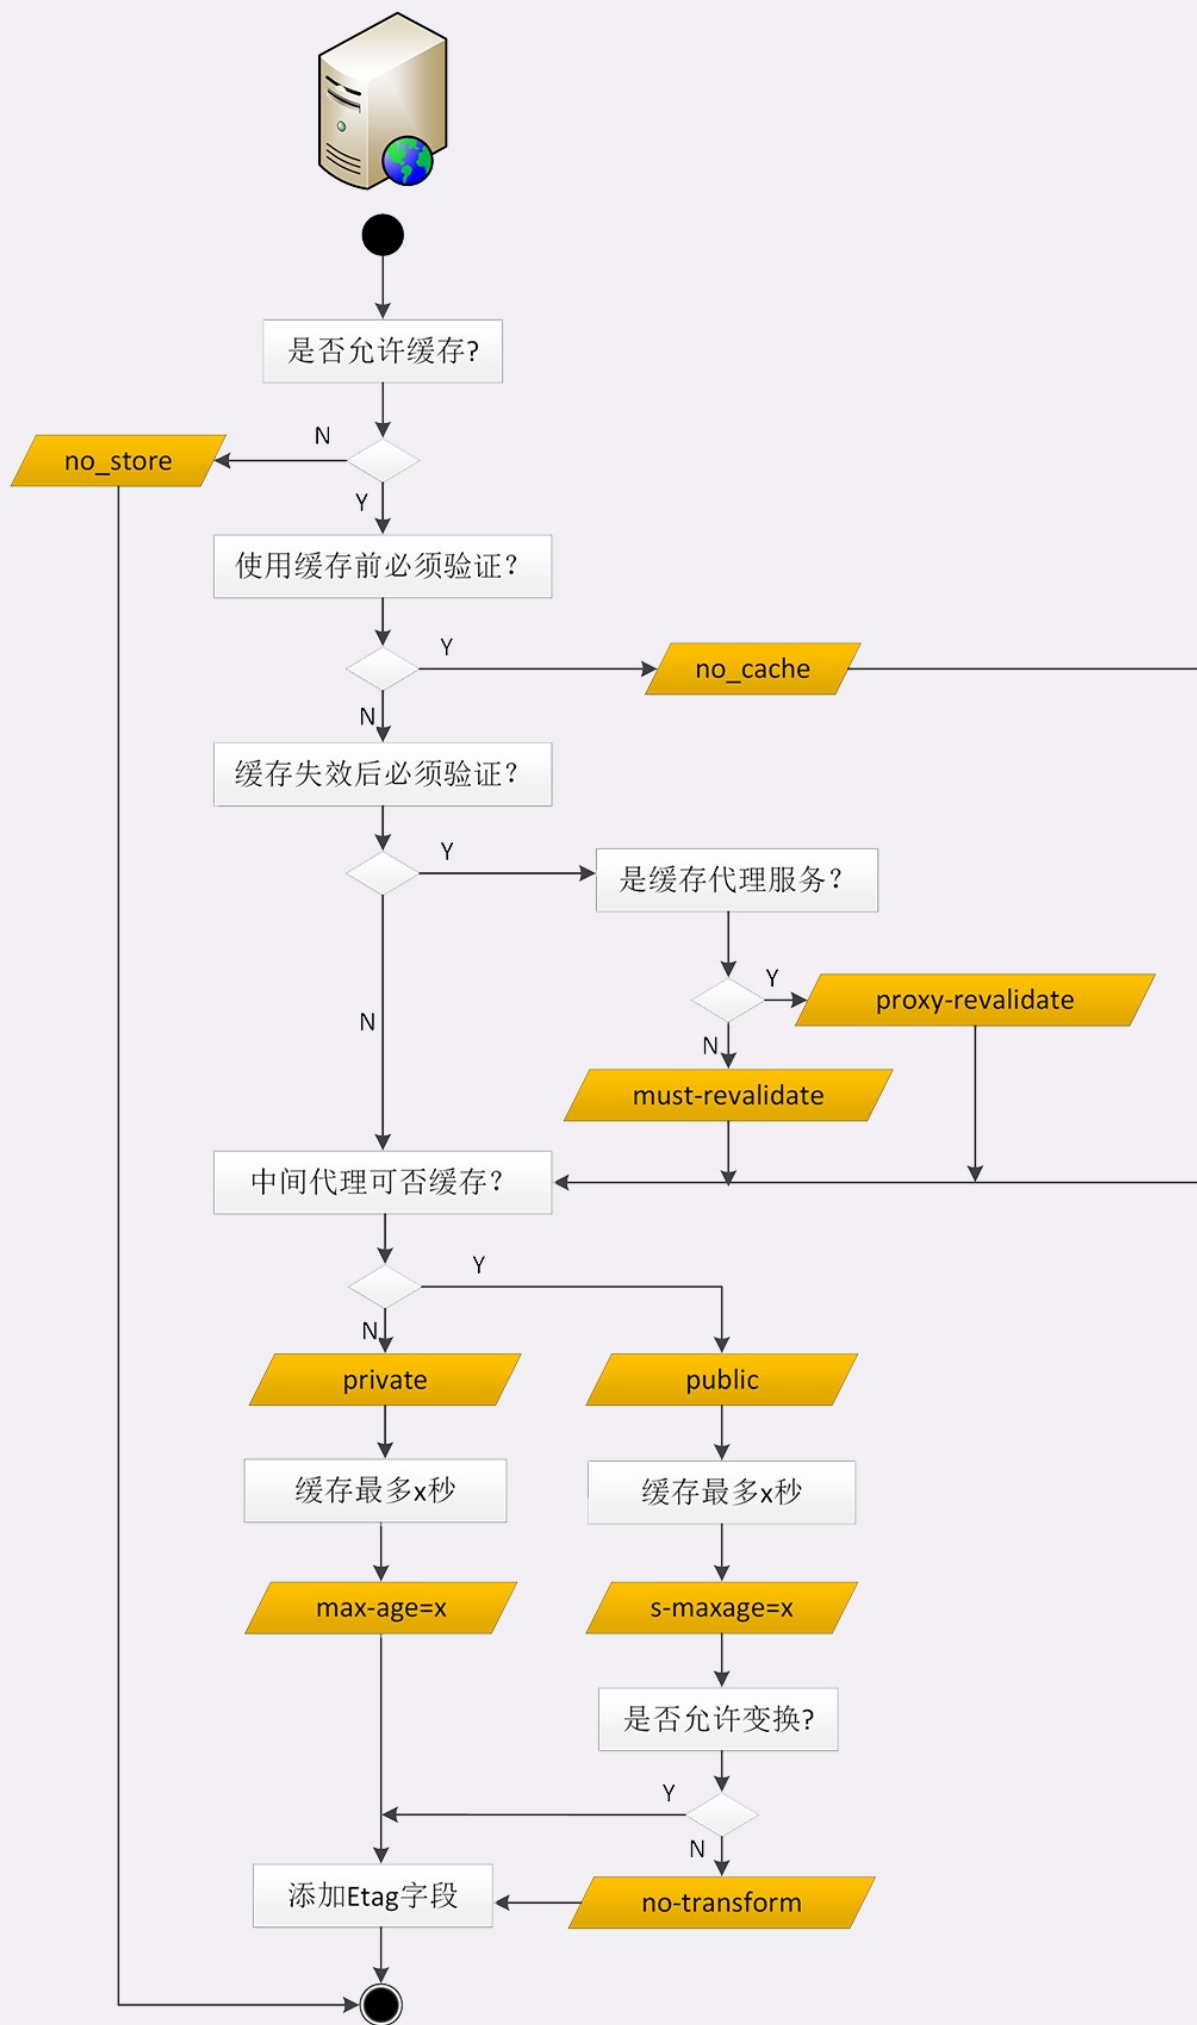 是否允许缓存?
N
no_store
Y
使用缓存前必须验证?
Y
no_cache
N
缓存失效后必须验证?
Y
是缓存代理服务?
Y
proxy-revalidate
N
N
must-revalidate
中间代理可否缓存?
Y
N
private
public
缓存最多x秒
缓存最多x秒
max-age=x
s-maxage=x
是否允许变换?
Y
N
添加Etag字段
no-transform